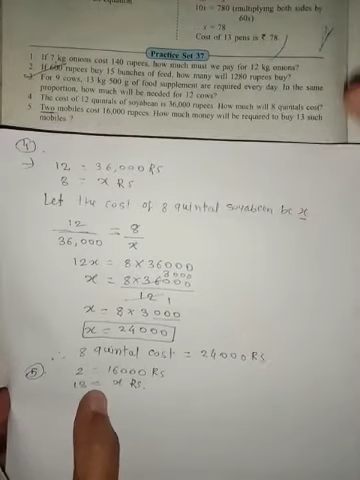 10x = 780 (multiplying both sides by
60x)
x = 78
Cost of 13 pens is ₹ 78.
Practice Set 37
1. If 7 kg onions cost 140 rupees, how much must we pay for 12 kg onions?
2. If 600 rupees buy 15 bunches of feed, how many will 1280 rupees buy?
3. For 9 cows, 13 kg 500 g of food supplement are required every day. In the same
proportion, how much will be needed for 12 cows?
4. The cost of 12 quintals of soyabean is 36,000 rupees. How much will 8 quintals cost?
5. Two mobiles cost 16,000 rupees. How much money will be required to buy 13 such
mobiles ?
④.
→ 12 = 36,000 Rs
8 = x Rs
Let the cost of 8 quintal soyabeen be x
12/36,000 = 8/x
12x = 8 × 36000
x = 8 × 36000/12 3000 1
x = 8 × 3000
x = 24000
∴ 8 quintal cost = 24000 Rs
⑤. 2 = 16000 Rs
13 = x Rs.